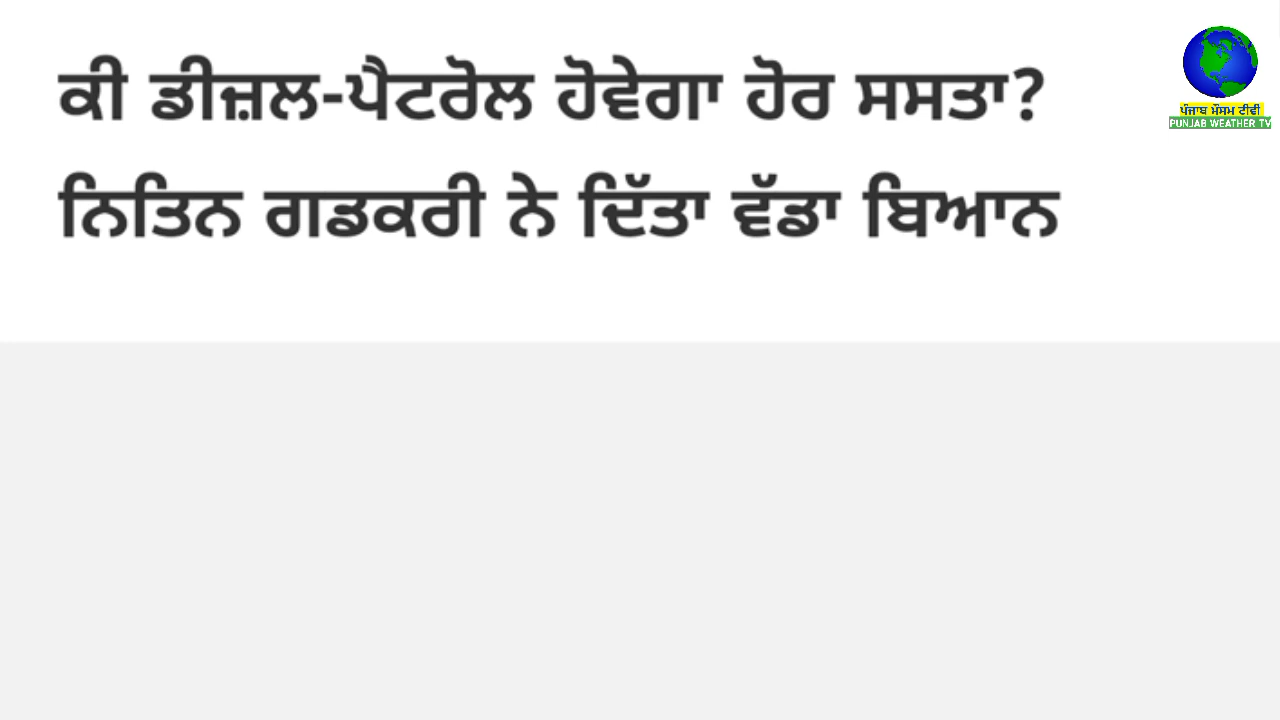 ਕੀ ਡੀਜ਼ਲ-ਪੈਟਰੋਲ ਹੋਵੇਗਾ ਹੋਰ ਸਸਤਾ?
ਨਿਤਿਨ ਗਡਕਰੀ ਨੇ ਦਿੱਤਾ ਵੱਡਾ ਬਿਆਨ
ਪੰਜਾਬ ਮੌਸਮ ਟੀਵੀ
PUNJAB WEATHER TV